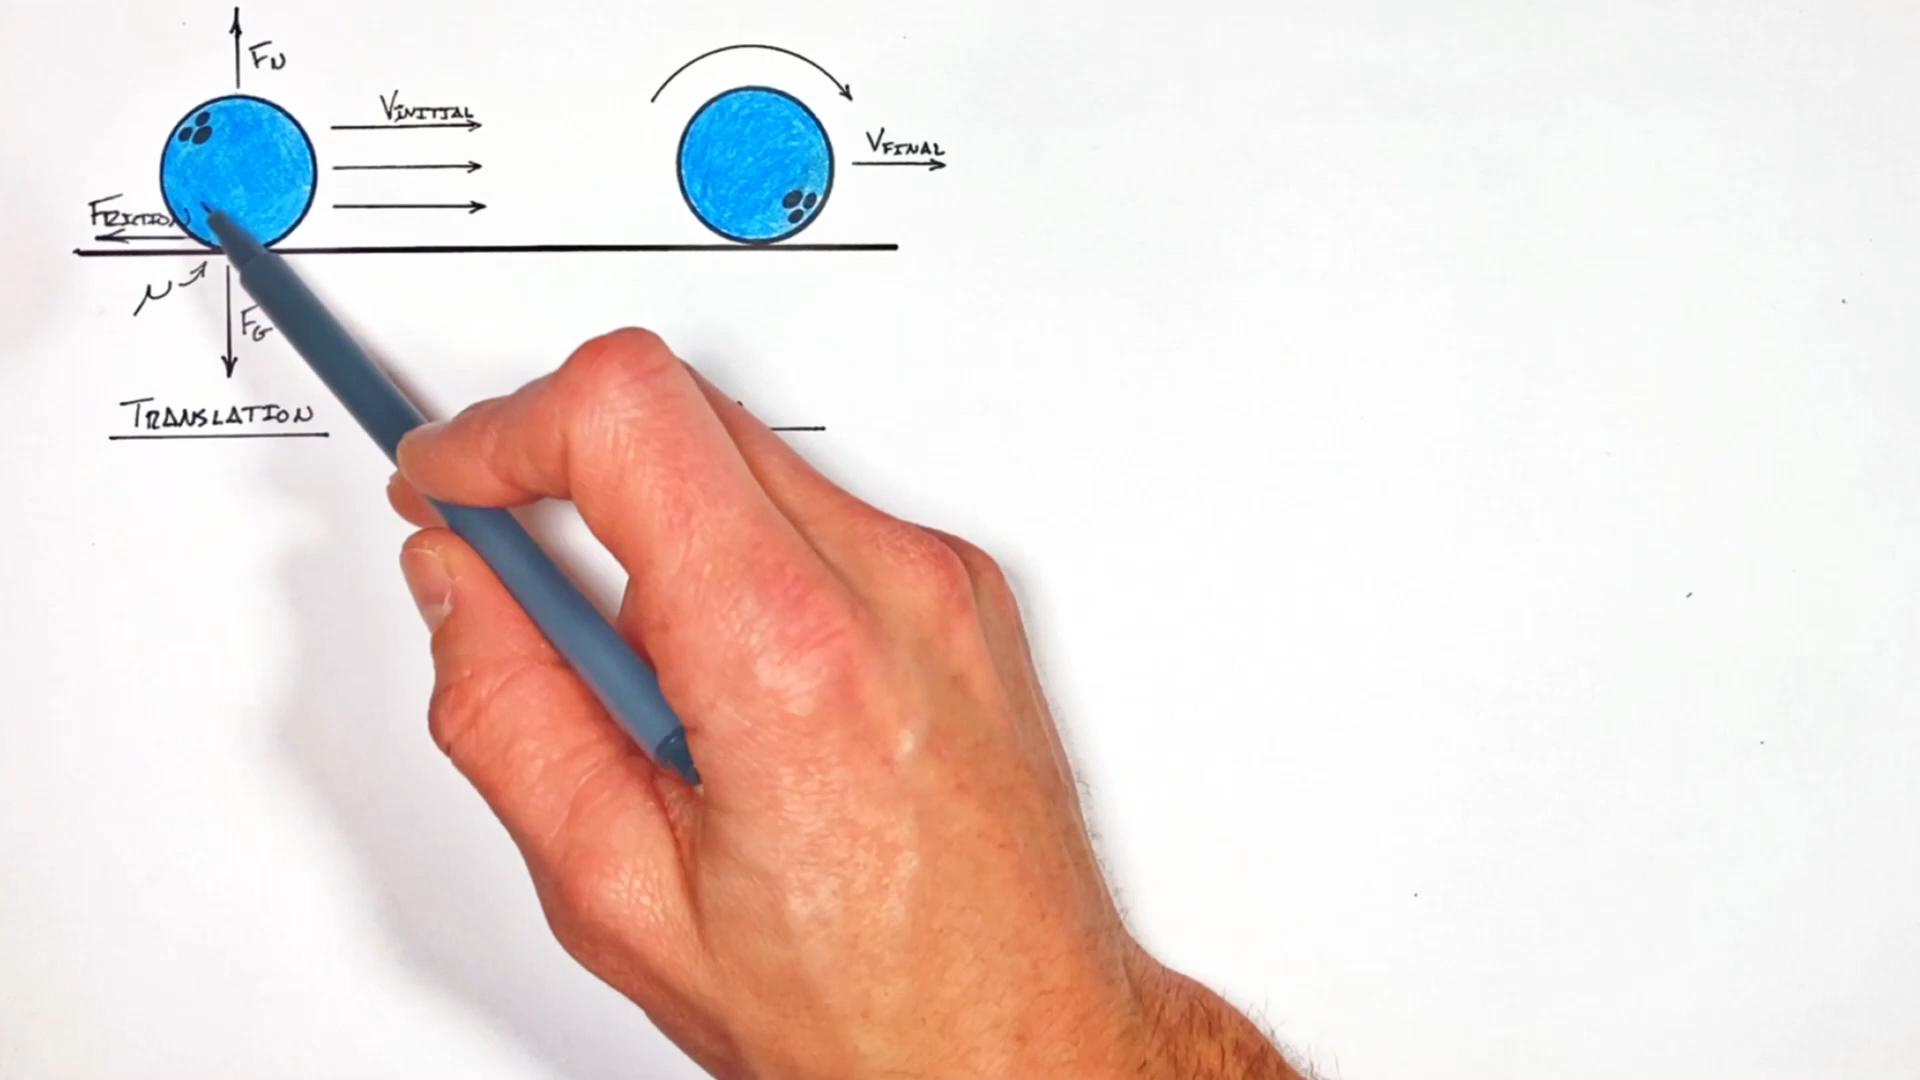 FN
VINITIAL
VFINAL
FRICTION
μ
FG
TRANSLATION